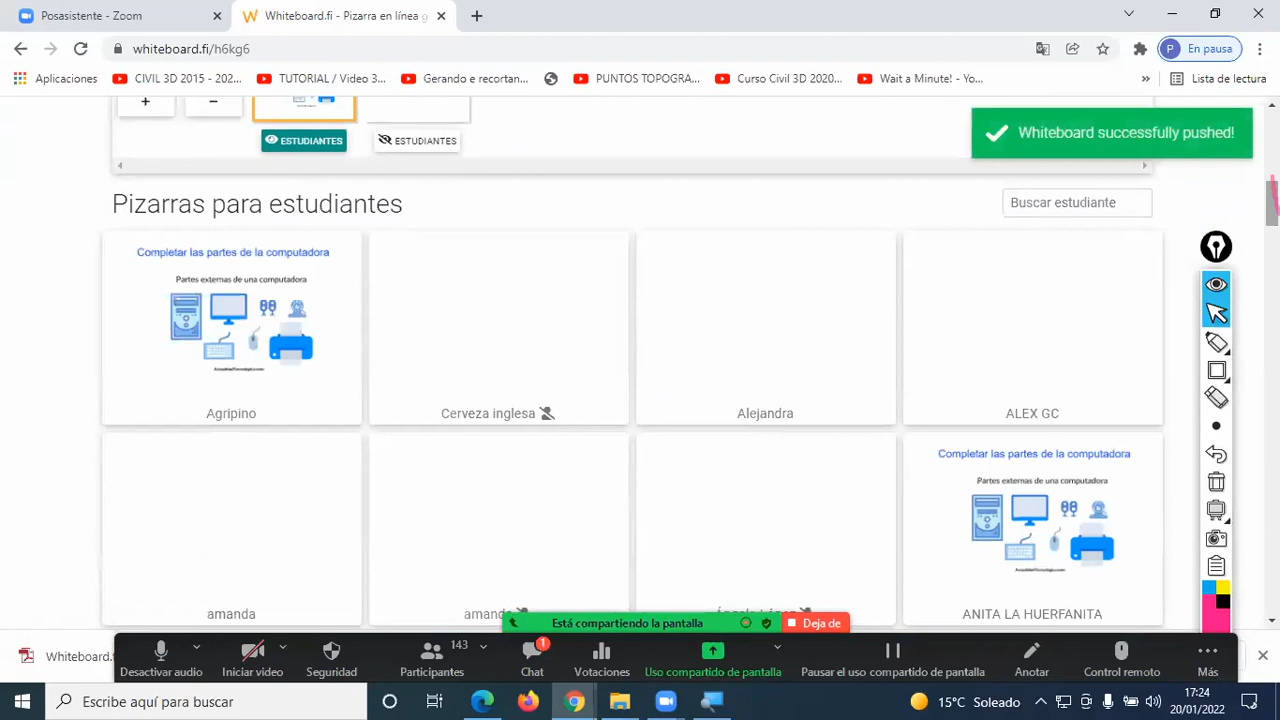 Posasistente - Zoom
Whiteboard.fi - Pizarra en línea g
whiteboard.fi/h6kg6
P En pausa
Aplicaciones
CIVIL 3D 2015 - 202...
TUTORIAL / Video 3...
Gerando e recortan...
PUNTOS TOPOGRA...
Curso Civil 3D 2020...
Wait a Minute! - Yo...
»
Lista de lectura
+
−
ESTUDIANTES
ESTUDIANTES
Whiteboard successfully pushed!
Pizarras para estudiantes
Buscar estudiante
Completar las partes de la computadora
Partes externas de una computadora
Agripino
Cerveza inglesa
Alejandra
ALEX GC
Completar las partes de la computadora
Partes externas de una computadora
amanda
amand
ANITA LA HUERFANITA
Está compartiendo la pantalla
Deja de
Whiteboard.f
Desactivar audio
Iniciar video
Seguridad
143
Participantes
1
Chat
Votaciones
Uso compartido de pantalla
Pausar el uso compartido de pantalla
Anotar
Control remoto
Más
Escribe aquí para buscar
15°C Soleado
17:24
20/01/2022